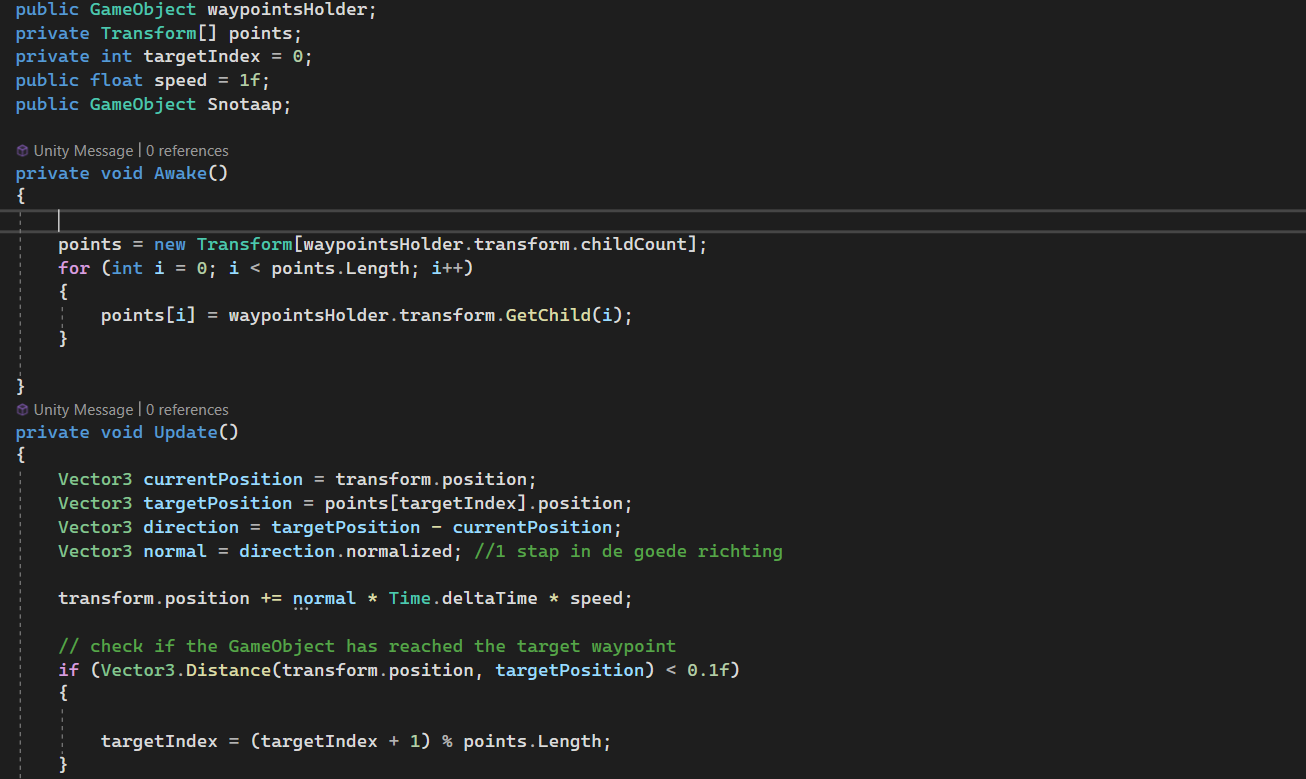 public GameObject waypointsHolder;
private Transform[] points;
private int targetIndex = 0;
public float speed = 1f;
public GameObject Snotaap;
Unity Message | 0 references
private void Awake()
{
points = new Transform[waypointsHolder.transform.childCount];
for (int i = 0; i < points.Length; i++)
{
points[i] = waypointsHolder.transform.GetChild(i);
}
}
Unity Message | 0 references
private void Update()
{
Vector3 currentPosition = transform.position;
Vector3 targetPosition = points[targetIndex].position;
Vector3 direction = targetPosition - currentPosition;
Vector3 normal = direction.normalized; //1 stap in de goede richting
transform.position += normal * Time.deltaTime * speed;
// check if the GameObject has reached the target waypoint
if (Vector3.Distance(transform.position, targetPosition) < 0.1f)
{
targetIndex = (targetIndex + 1) % points.Length;
}